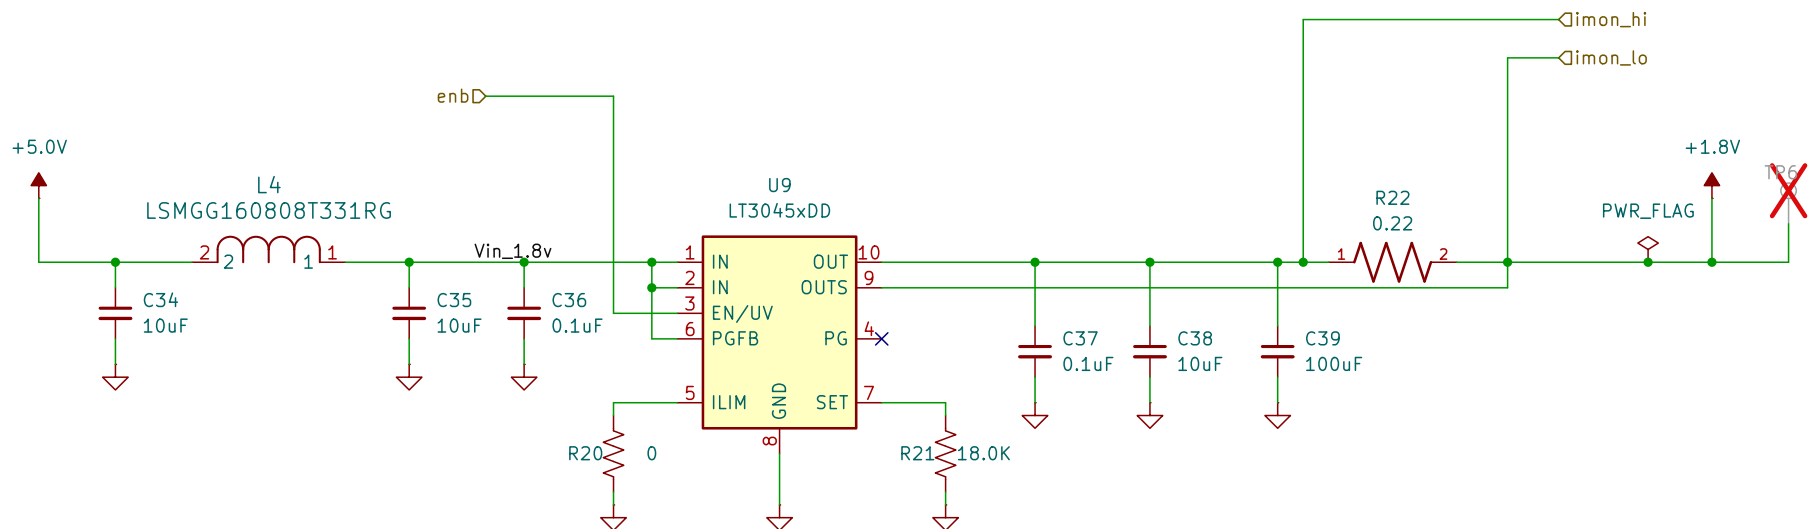 imon_hi
imon_lo
enb
+5.0V
+1.8V
TP6
L4
LSMGG160808T331RG
U9
LT3045xDD
R22
0.22
PWR_FLAG
Vin_1.8v
2
2
1
1
1
IN
OUT
10
1
2
2
IN
OUTS
9
3
EN/UV
6
PGFB
PG
4
5
ILIM
GND
SET
7
8
C34
10uF
C35
10uF
C36
0.1uF
C37
0.1uF
C38
10uF
C39
100uF
R20
0
R21
18.0K